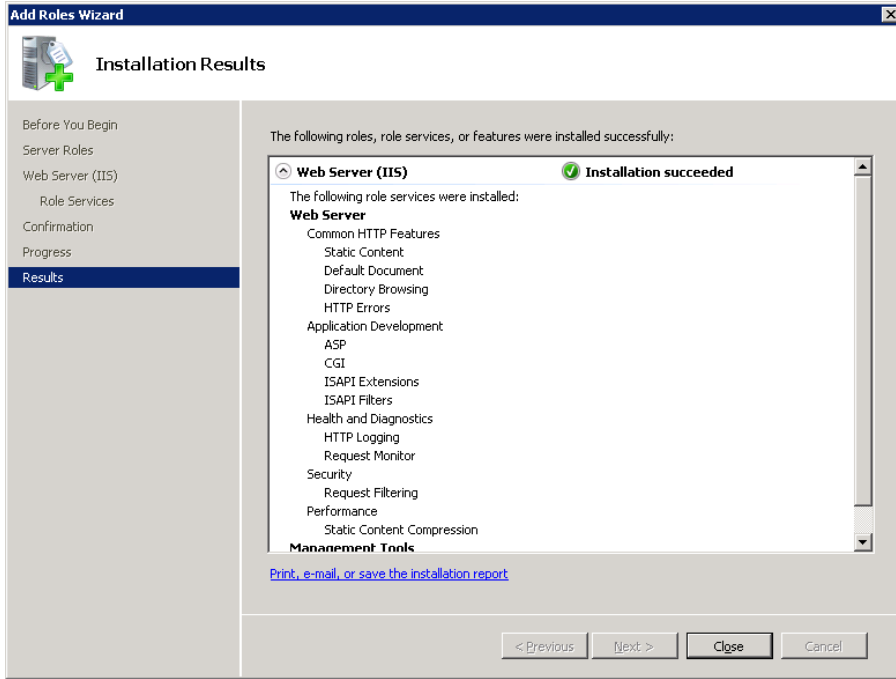 Add Roles Wizard
Installation Results
Before You Begin
Server Roles
Web Server (IIS)
Role Services
Confirmation
Progress
Results
The following roles, role services, or features were installed successfully:
Web Server (IIS) Installation succeeded
The following role services were installed:
Web Server
Common HTTP Features
Static Content
Default Document
Directory Browsing
HTTP Errors
Application Development
ASP
CGI
ISAPI Extensions
ISAPI Filters
Health and Diagnostics
HTTP Logging
Request Monitor
Security
Request Filtering
Performance
Static Content Compression
Management Tools
Print, e-mail, or save the installation report
< Previous Next > Close Cancel